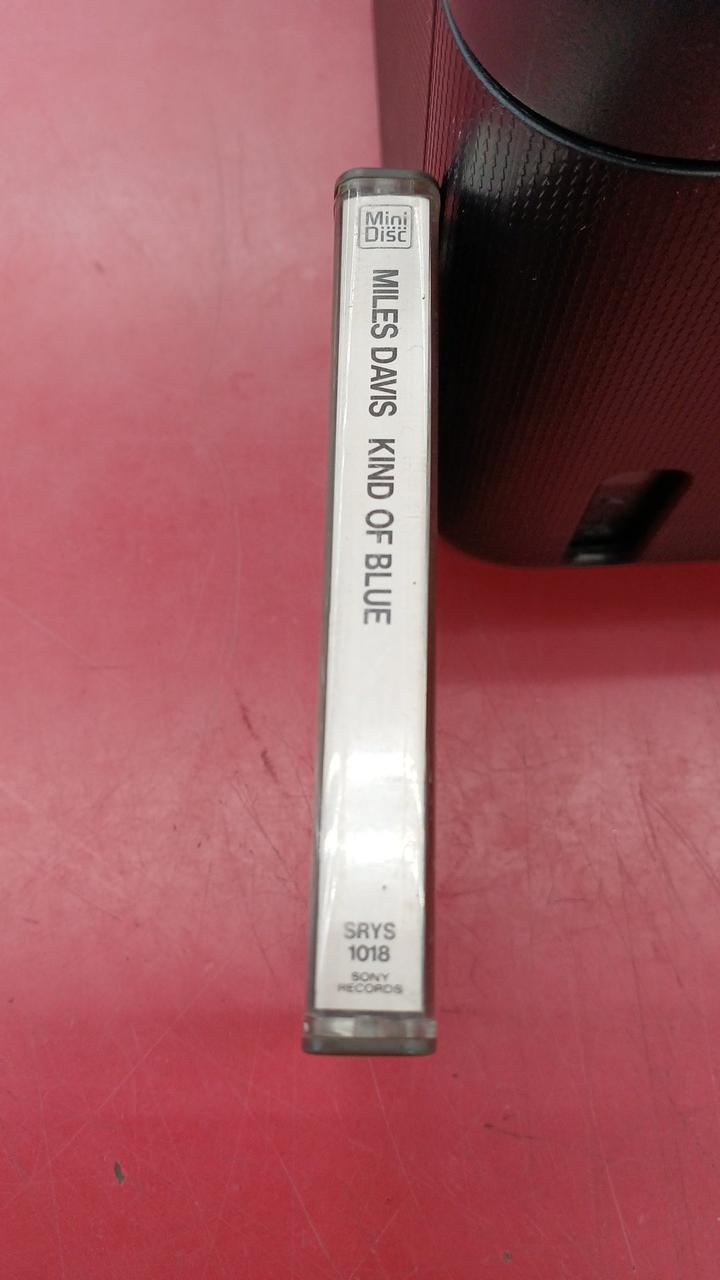 Mini
Disc
MILES DAVIS KIND OF BLUE
SRYS
1018
SONY
RECORDS